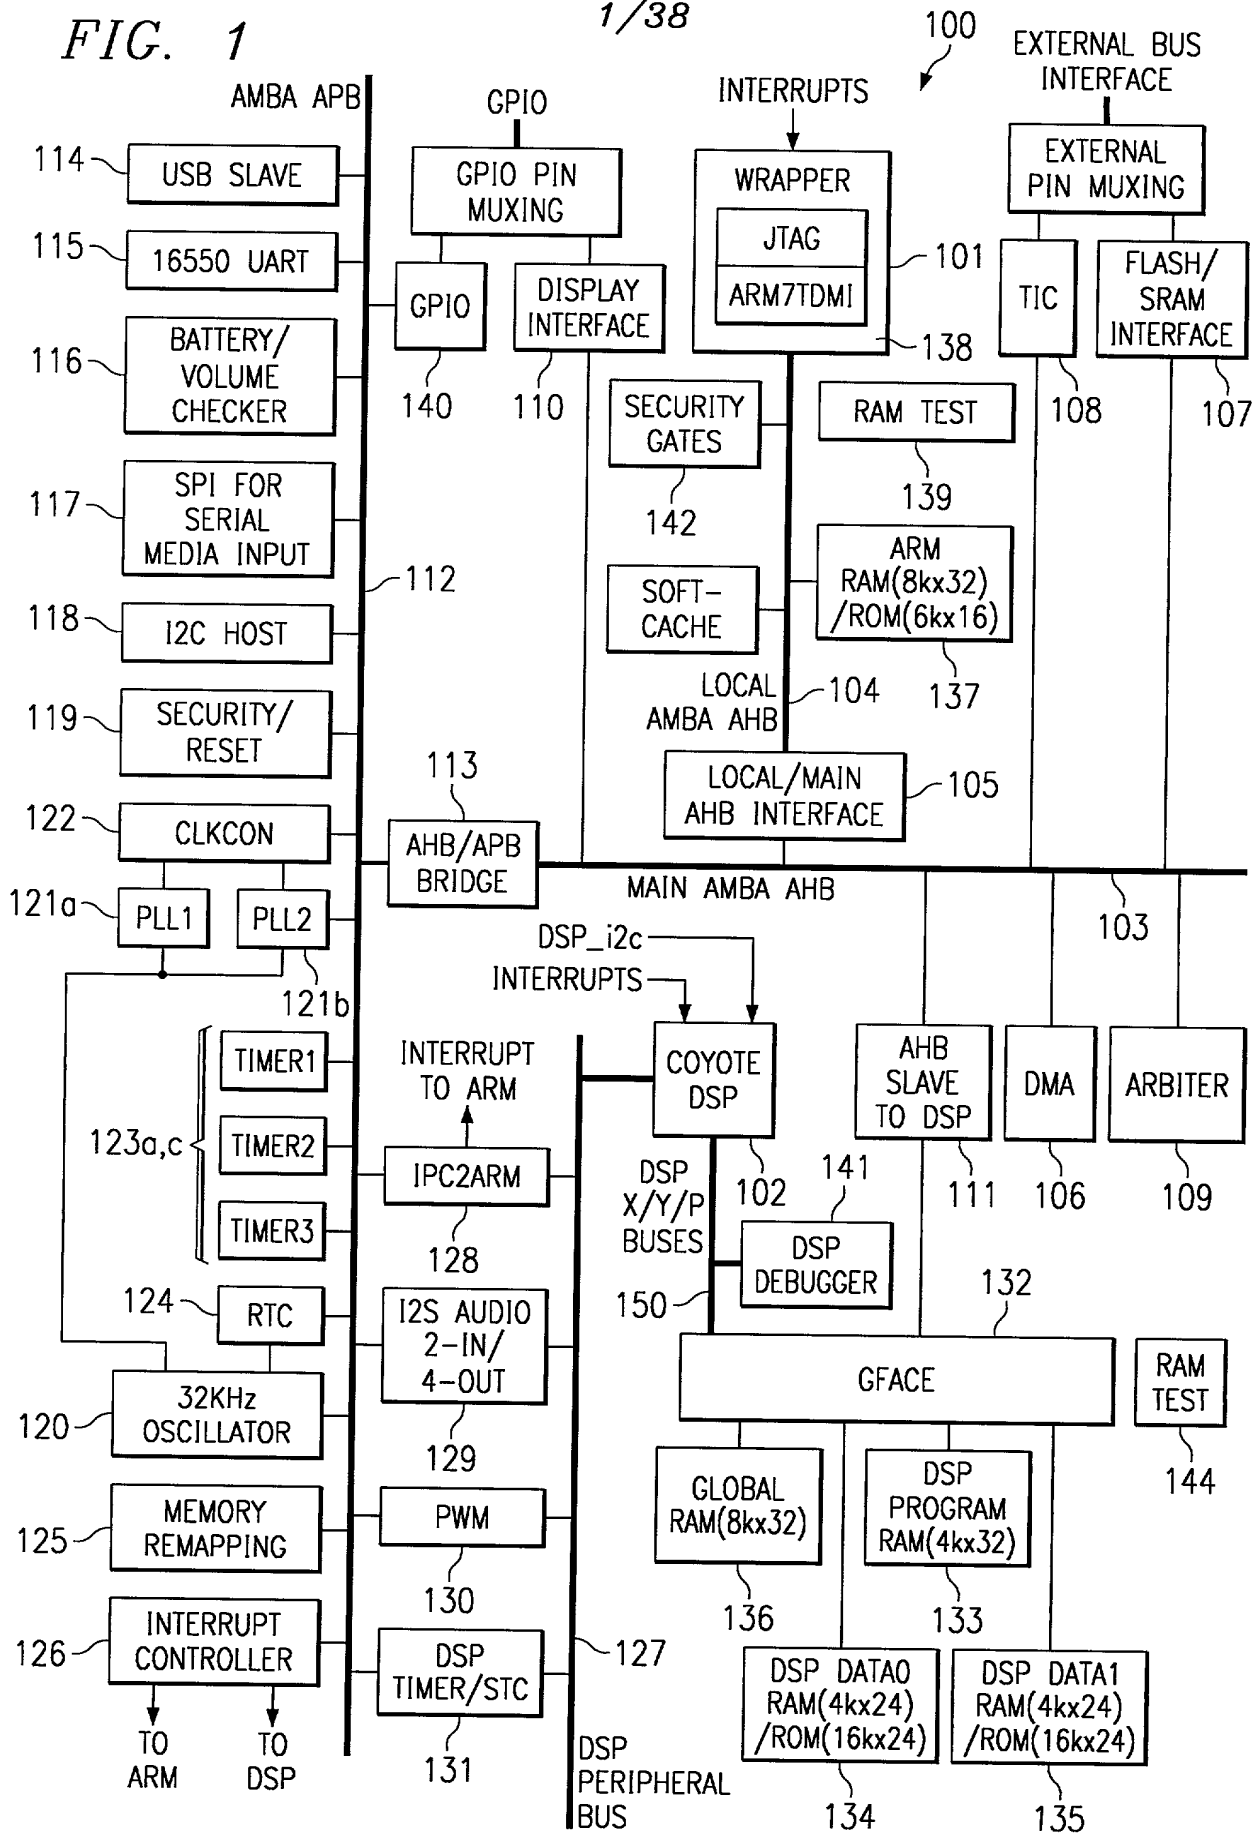 FIG. 1
1/38
100
EXTERNAL BUS
INTERFACE
AMBA APB
GPIO
INTERRUPTS
114
USB SLAVE
GPIO PIN
MUXING
WRAPPER
JTAG
ARM7TDMI
101
138
EXTERNAL
PIN MUXING
115
16550 UART
GPIO
140
DISPLAY
INTERFACE
110
TIC
108
FLASH/
SRAM
INTERFACE
107
116
BATTERY/
VOLUME
CHECKER
SECURITY
GATES
142
RAM TEST
139
117
SPI FOR
SERIAL
MEDIA INPUT
112
SOFT-
CACHE
ARM
RAM(8kx32)
/ROM(6kx16)
137
118
I2C HOST
LOCAL
AMBA AHB
104
119
SECURITY/
RESET
113
AHB/APB
BRIDGE
LOCAL/MAIN
AHB INTERFACE
105
122
CLKCON
MAIN AMBA AHB
103
121a
PLL1
PLL2
121b
DSP_i2c
INTERRUPTS
123a,c
TIMER1
TIMER2
TIMER3
INTERRUPT
TO ARM
IPC2ARM
128
COYOTE
DSP
102
AHB
SLAVE
TO DSP
111
DMA
106
ARBITER
109
DSP
X/Y/P
BUSES
141
DSP
DEBUGGER
150
132
124
RTC
I2S AUDIO
2-IN/
4-OUT
129
GFACE
RAM
TEST
144
120
32KHz
OSCILLATOR
125
MEMORY
REMAPPING
PWM
130
GLOBAL
RAM(8kx32)
136
DSP
PROGRAM
RAM(4kx32)
133
126
INTERRUPT
CONTROLLER
TO
ARM
TO
DSP
DSP
TIMER/STC
131
127
DSP
PERIPHERAL
BUS
DSP DATA0
RAM(4kx24)
/ROM(16kx24)
134
DSP DATA1
RAM(4kx24)
/ROM(16kx24)
135